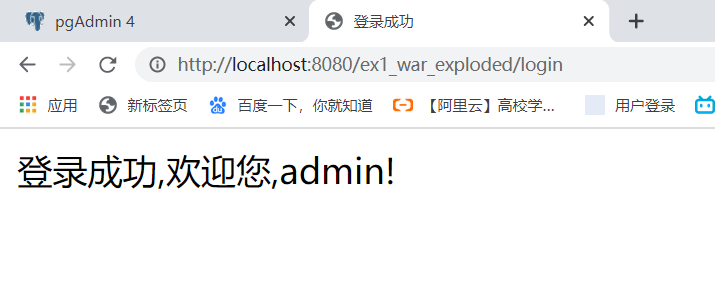 pgAdmin 4
登录成功
http://localhost:8080/ex1_war_exploded/login
应用 新标签页 百度一下，你就知道 【阿里云】高校学... 用户登录
登录成功,欢迎您,admin!